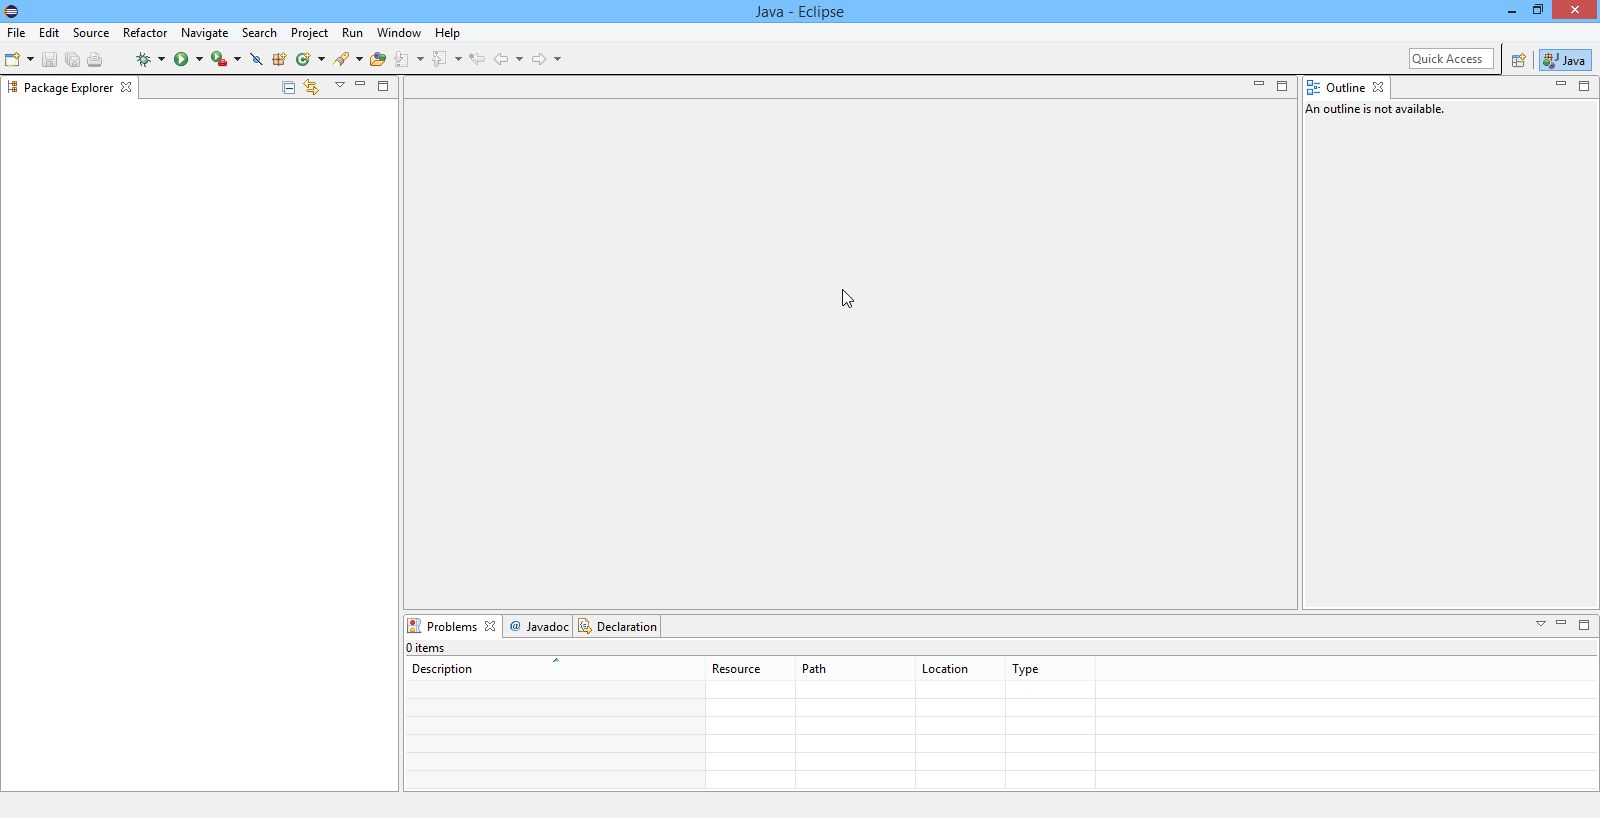 Java - Eclipse
File Edit Source Refactor Navigate Search Project Run Window Help
Quick Access Java
Package Explorer
Outline
An outline is not available.
Problems @ Javadoc Declaration
0 items
Description Resource Path Location Type